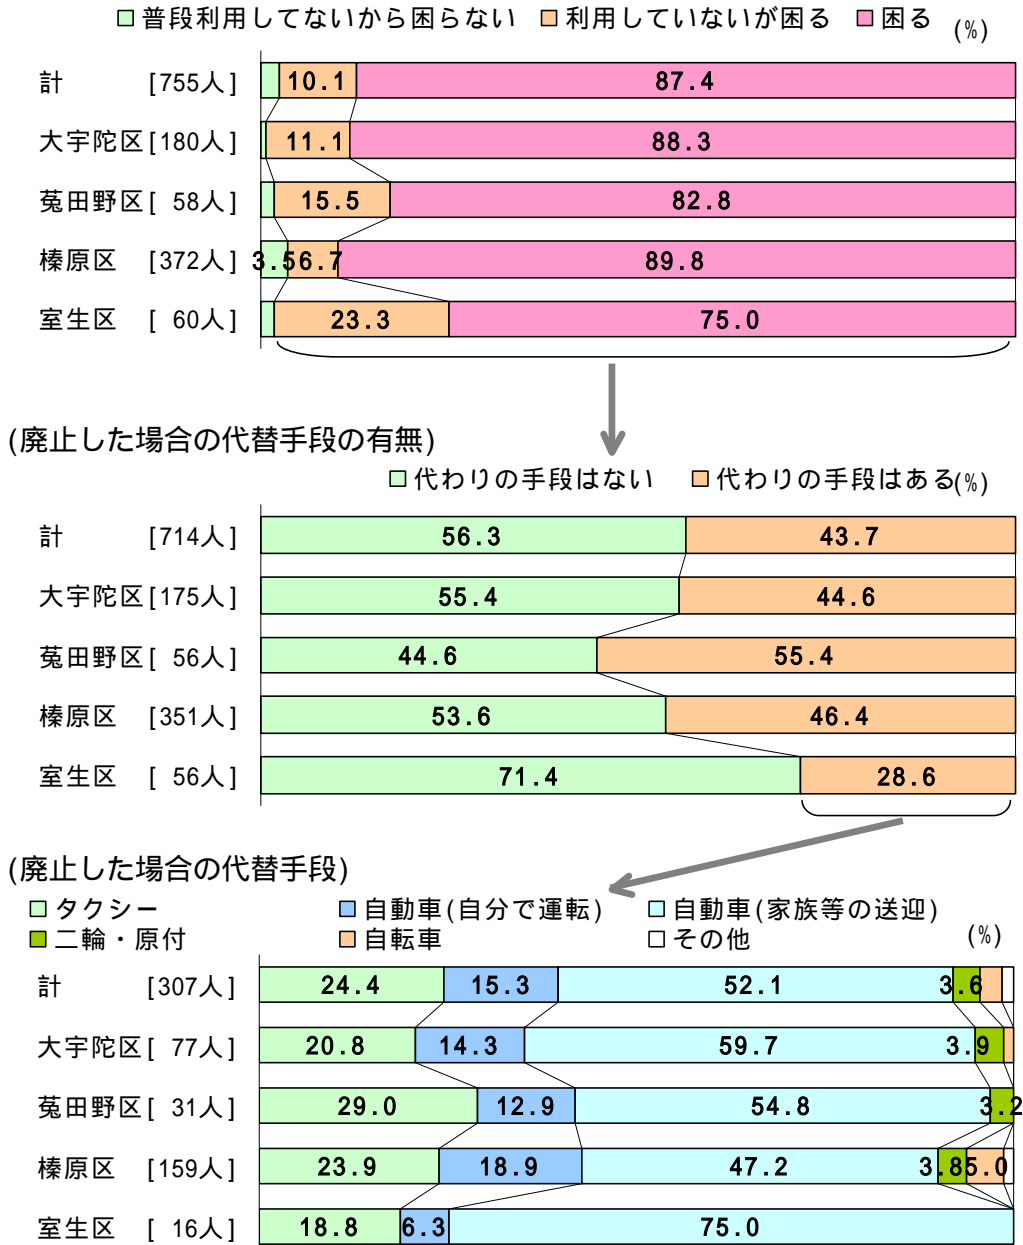 普段利用してないから困らない 利用していないが困る 困る (%)
計 [755人] 10.1 87.4
大宇陀区[180人] 11.1 88.3
菟田野区[ 58人] 15.5 82.8
榛原区 [372人] 3.5 6.7 89.8
室生区 [ 60人] 23.3 75.0
(廃止した場合の代替手段の有無)
代わりの手段はない 代わりの手段はある(%)
計 [714人] 56.3 43.7
大宇陀区[175人] 55.4 44.6
菟田野区[ 56人] 44.6 55.4
榛原区 [351人] 53.6 46.4
室生区 [ 56人] 71.4 28.6
(廃止した場合の代替手段)
タクシー 自動車(自分で運転) 自動車(家族等の送迎)
二輪・原付 自転車 その他 (%)
計 [307人] 24.4 15.3 52.1 3.6
大宇陀区[ 77人] 20.8 14.3 59.7 3.9
菟田野区[ 31人] 29.0 12.9 54.8 3.2
榛原区 [159人] 23.9 18.9 47.2 3.8 5.0
室生区 [ 16人] 18.8 6.3 75.0